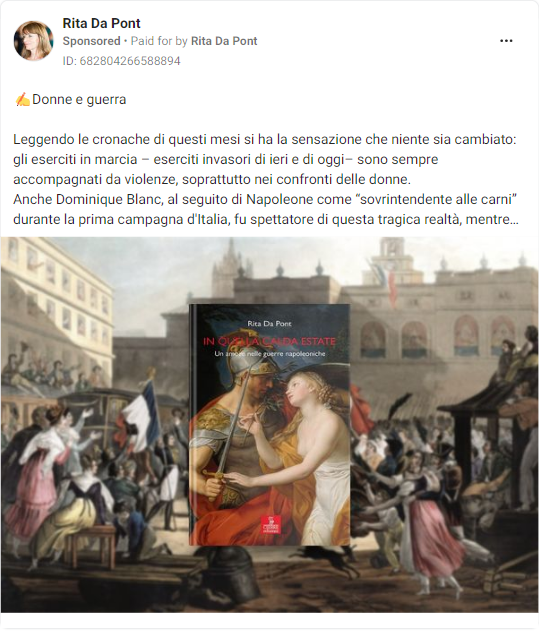 Rita Da Pont
Sponsored • Paid for by Rita Da Pont
ID: 682804266588894
✍️Donne e guerra
Leggendo le cronache di questi mesi si ha la sensazione che niente sia cambiato:
gli eserciti in marcia – eserciti invasori di ieri e di oggi– sono sempre
accompagnati da violenze, soprattutto nei confronti delle donne.
Anche Dominique Blanc, al seguito di Napoleone come “sovrintendente alle carni”
durante la prima campagna d'Italia, fu spettatore di questa tragica realtà, mentre...
Rita Da Pont
IN QUELLA CALDA ESTATE
Un amore nelle guerre napoleoniche